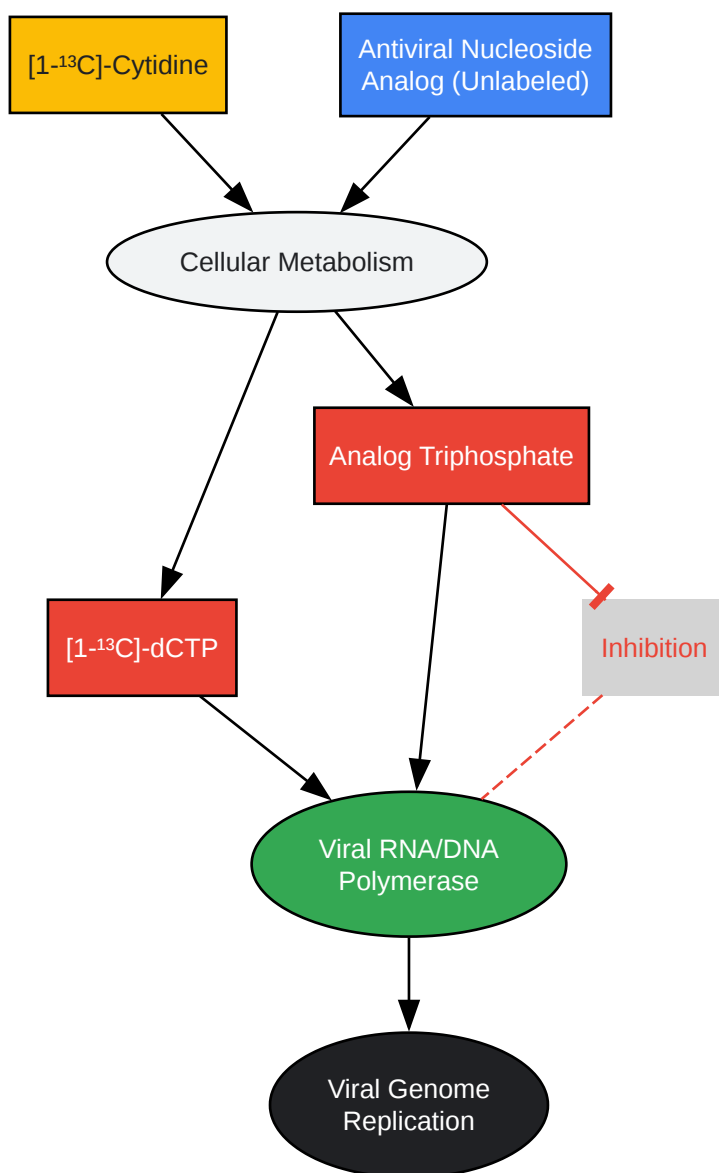 [1-¹³C]-Cytidine
Antiviral Nucleoside
Analog (Unlabeled)
Cellular Metabolism
Analog Triphosphate
[1-¹³C]-dCTP
Inhibition
Viral RNA/DNA
Polymerase
Viral Genome
Replication